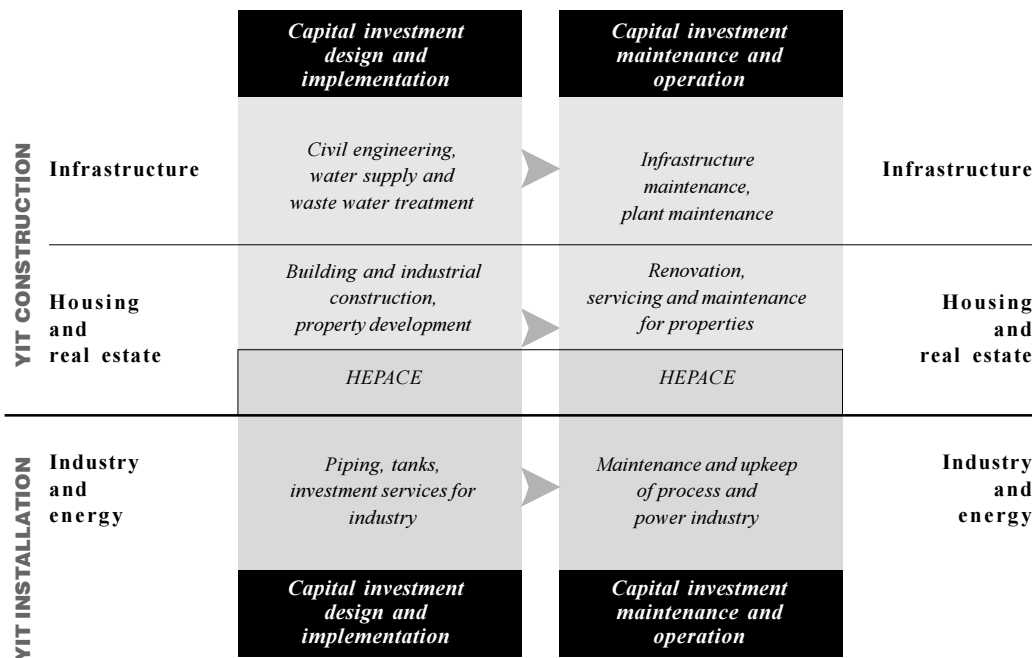 Capital investment
design and
implementation
Capital investment
maintenance and
operation
YIT CONSTRUCTION
Infrastructure
Civil engineering,
water supply and
waste water treatment
Infrastructure
maintenance,
plant maintenance
Infrastructure
Housing
and
real estate
Building and industrial
construction,
property development
Renovation,
servicing and maintenance
for properties
Housing
and
real estate
HEPACE
HEPACE
YIT INSTALLATION
Industry
and
energy
Piping, tanks,
investment services for
industry
Maintenance and upkeep
of process and
power industry
Industry
and
energy
Capital investment
design and
implementation
Capital investment
maintenance and
operation